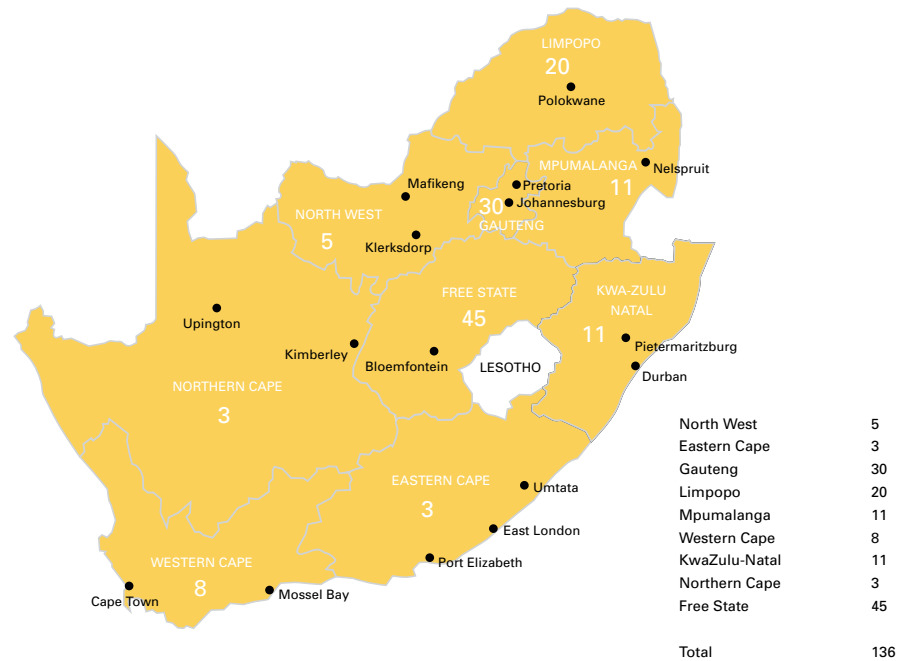 LIMPOPO
20
Polokwane
MPUMALANGA
11
Nelspruit
Pretoria
30
Johannesburg
GAUTENG
Mafikeng
NORTH WEST
5
Klerksdorp
KWA-ZULU
NATAL
11
Pietermaritzburg
Durban
FREE STATE
45
Bloemfontein
LESOTHO
Upington
Kimberley
NORTHERN CAPE
3
EASTERN CAPE
3
Umtata
East London
Port Elizabeth
WESTERN CAPE
8
Cape Town
Mossel Bay
North West 5
Eastern Cape 3
Gauteng 30
Limpopo 20
Mpumalanga 11
Western Cape 8
KwaZulu-Natal 11
Northern Cape 3
Free State 45
Total 136